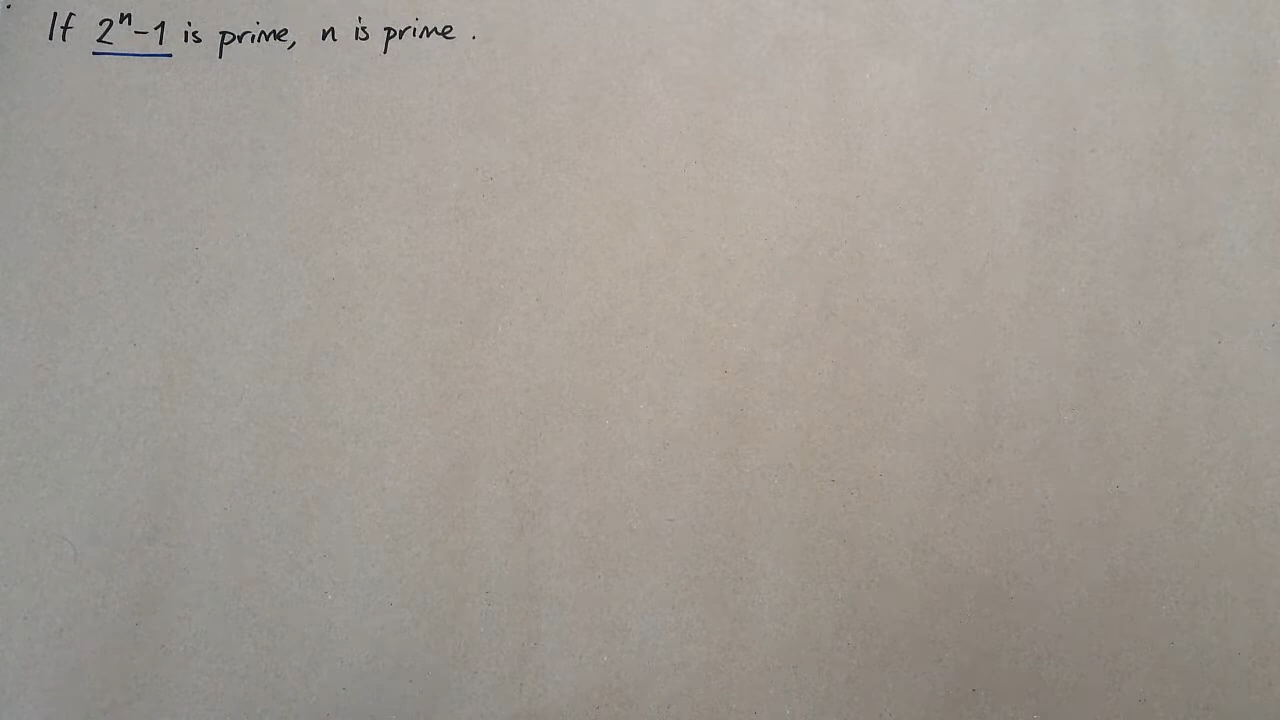 If 2ⁿ-1 is prime, n is prime.